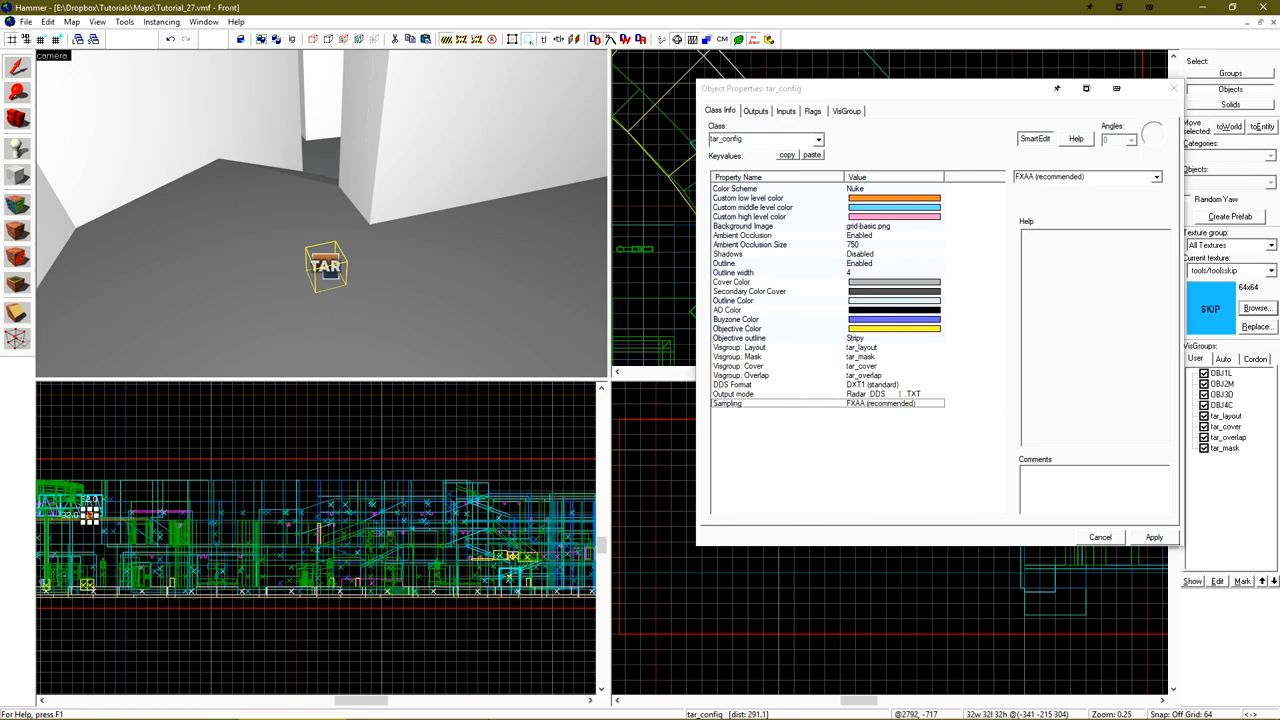 Hammer - [E:\Dropbox\Tutorials\Maps\Tutorial_27.vmf - Front]
File Edit Map View Tools Instancing Window Help
camera
TAR
Object Properties: tar_config
Class Info Outputs Inputs Flags VisGroup
Class:
tar_config
SmartEdit Help
Angles:
0
Keyvalues: copy paste
Property Name Value
FXAA (recommended)
Color Scheme Nuke
Custom low level color
Custom middle level color
Custom high level color
Background Image grid-basic.png
Ambient Occlusion Enabled
Ambient Occlusion Size 750
Shadows Disabled
Outline Enabled
Outline width 4
Cover Color
Secondary Color Cover
Outline Color
AO Color
Buyzone Color
Objective Color
Objective outline Stripy
Visgroup: Layout tar_layout
Visgroup: Mask tar_mask
Visgroup: Cover tar_cover
Visgroup: Overlap tar_overlap
DDS Format DXT1 (standard)
Output mode Radar .DDS | .TXT
Sampling FXAA (recommended)
Help
Comments
Cancel Apply
Select:
Groups
Objects
Solids
Move selected: toWorld toEntity
Categories:
Objects:
Random Yaw
Create Prefab
Texture group:
All Textures
Current texture:
tools/toolsskip
64x64
SKIP
Browse...
Replace...
VisGroups:
User Auto Cordon
OBJ1L
OBJ2M
OBJ3D
OBJ4C
tar_layout
tar_cover
tar_overlap
tar_mask
Show Edit Mark
For Help, press F1 tar_config [dist: 291.1] @2792, -717 32w 32l 32h @(-341 -215 304) Zoom: 0.25 Snap: Off Grid: 64 <->